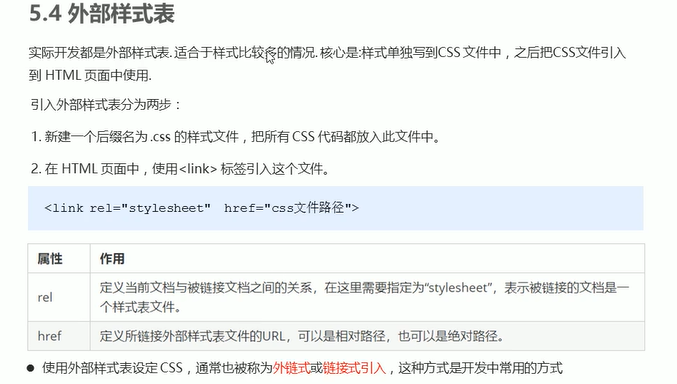 5.4 外部样式表
实际开发都是外部样式表. 适合于样式比较多的情况. 核心是:样式单独写到CSS 文件中，之后把CSS文件引入
到 HTML 页面中使用.
引入外部样式表分为两步：
1. 新建一个后缀名为 .css 的样式文件，把所有 CSS 代码都放入此文件中。
2. 在 HTML 页面中，使用<link> 标签引入这个文件。
<link rel="stylesheet"  href="css文件路径">
属性 作用
rel 定义当前文档与被链接文档之间的关系，在这里需要指定为“stylesheet”，表示被链接的文档是一
个样式表文件。
href 定义所链接外部样式表文件的URL，可以是相对路径，也可以是绝对路径。
● 使用外部样式表设定 CSS，通常也被称为外链式或链接式引入，这种方式是开发中常用的方式